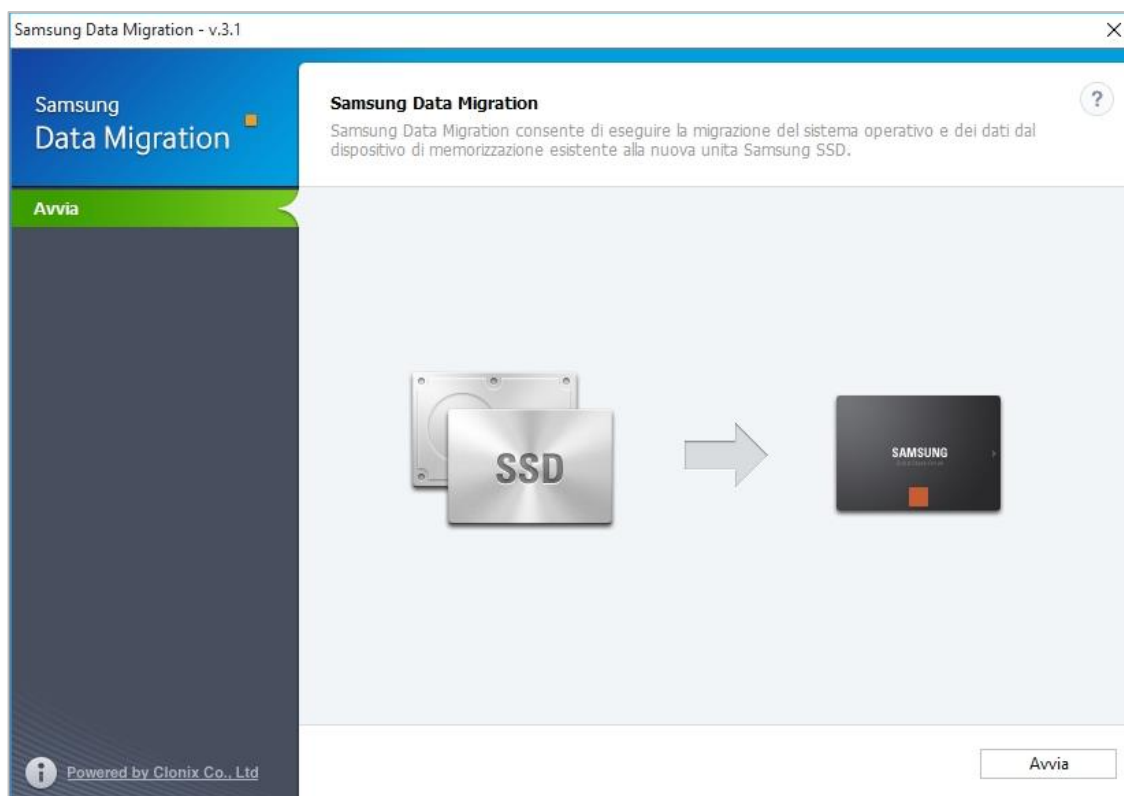 Samsung Data Migration - v.3.1
Samsung
Data Migration
Samsung Data Migration
?
Samsung Data Migration consente di eseguire la migrazione del sistema operativo e dei dati dal
dispositivo di memorizzazione esistente alla nuova unita Samsung SSD.
Avvia
SSD
SAMSUNG
Powered by Clonix Co., Ltd
Avvia